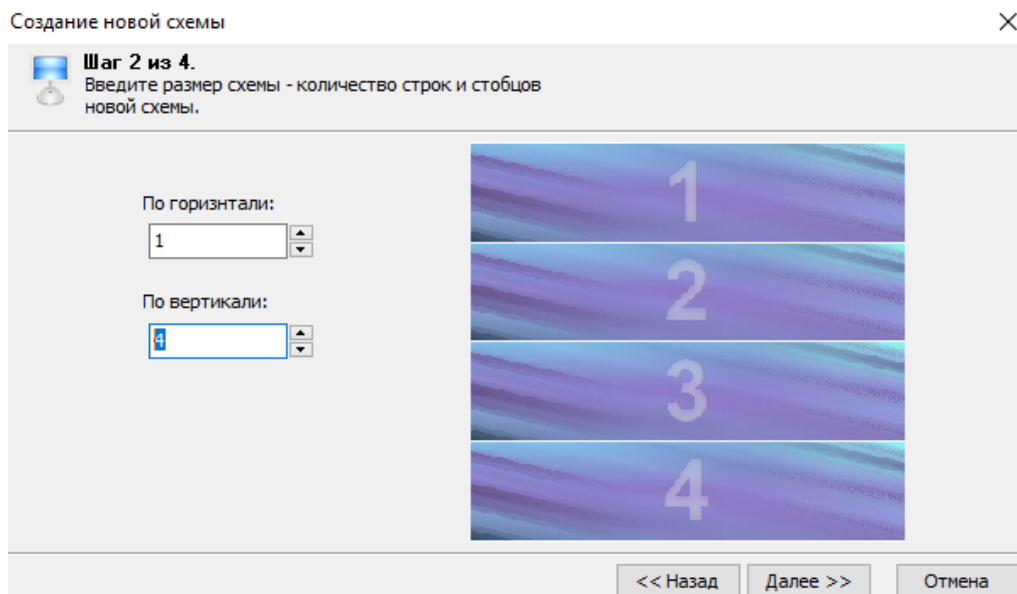 Создание новой схемы
Шаг 2 из 4.
Введите размер схемы - количество строк и стобцов
новой схемы.
По горизнтали:
1
По вертикали:
4
1
2
3
4
<< Назад
Далее >>
Отмена